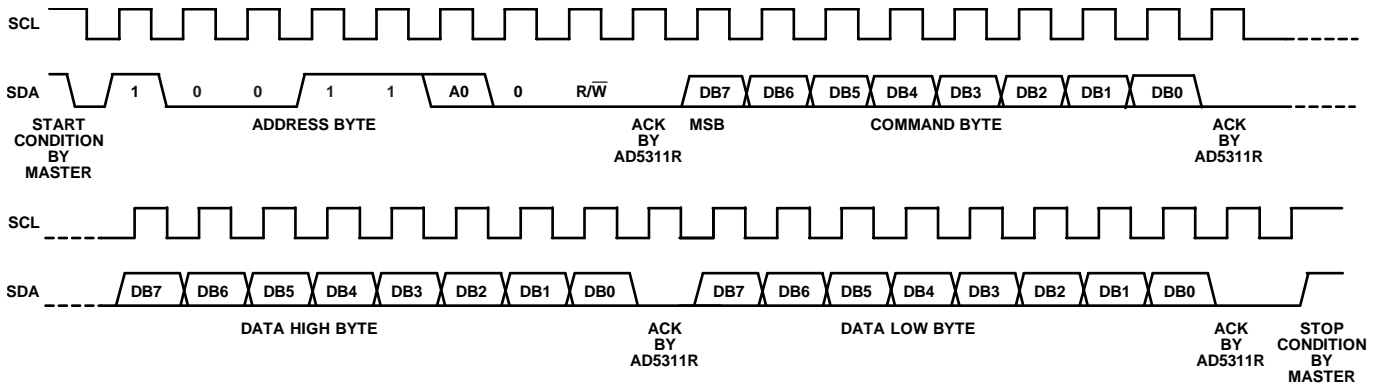 SCL
SDA 1 0 0 1 1 A0 0 R/W̅ DB7 DB6 DB5 DB4 DB3 DB2 DB1 DB0
START CONDITION BY MASTER
ADDRESS BYTE
ACK BY AD5311R
MSB
COMMAND BYTE
ACK BY AD5311R
SCL
SDA DB7 DB6 DB5 DB4 DB3 DB2 DB1 DB0 DB7 DB6 DB5 DB4 DB3 DB2 DB1 DB0
DATA HIGH BYTE
ACK BY AD5311R
DATA LOW BYTE
ACK BY AD5311R
STOP CONDITION BY MASTER